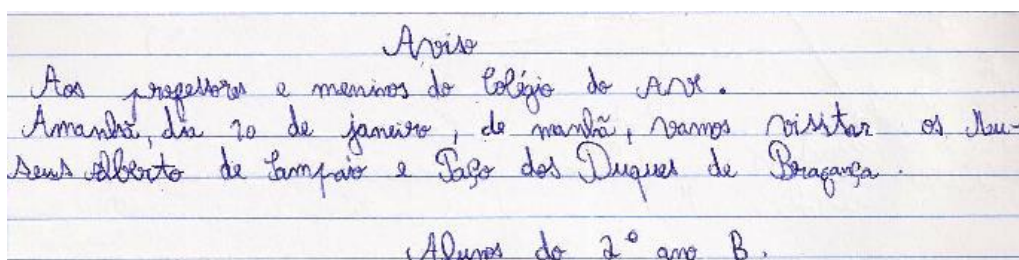 Aviso
Aos professores e meninos do Colégio do AVE.
Amanhã, dia 20 de janeiro, de manhã, vamos visitar os Mu-
seus Alberto de Sampaio e Paço dos Duques de Bragança.
Alunos do 2º ano B.